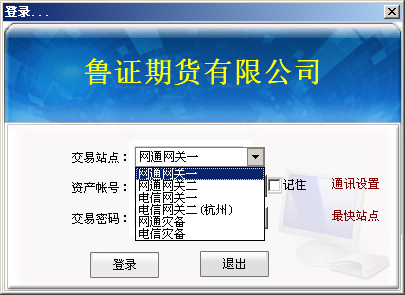 登录...
鲁证期货有限公司
交易站点： 网通网关一
网通网关一
资产帐号： 网通网关二 记住 通讯设置
电信网关一
电信网关二(杭州)
交易密码： 网通灾备 最快站点
电信灾备
登录 退出